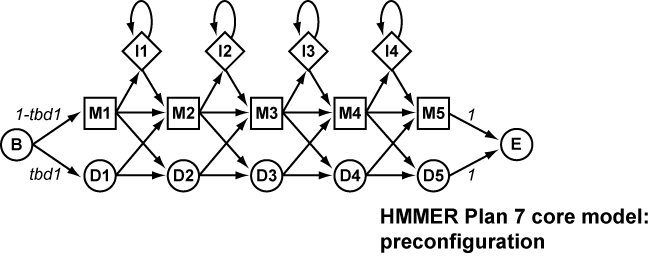 I1 I2 I3 I4
1-tbd1 M1 M2 M3 M4 M5 1
B E
tbd1 D1 D2 D3 D4 D5 1
HMMER Plan 7 core model:
preconfiguration